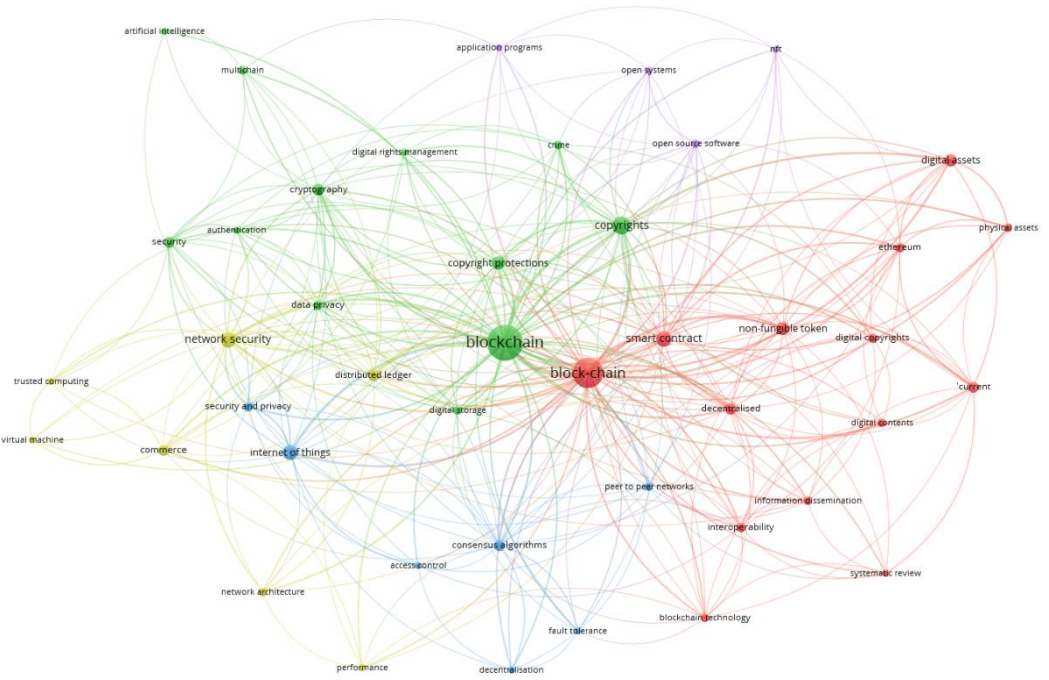 artificial intelligence
application programs
nft
multichain
open systems
crime
open source software
digital rights management
digital assets
cryptography
copyrights
physical assets
authentication
security
ethereum
copyright protections
data privacy
non-fungible token
network security
blockchain
smart contract
digital copyrights
block-chain
distributed ledger
trusted computing
'current
security and privacy
digital storage
decentralised
digital contents
virtual machine
commerce
internet of things
peer to peer networks
information dissemination
interoperability
consensus algorithms
access control
systematic review
network architecture
blockchain technology
fault tolerance
performance
decentralisation